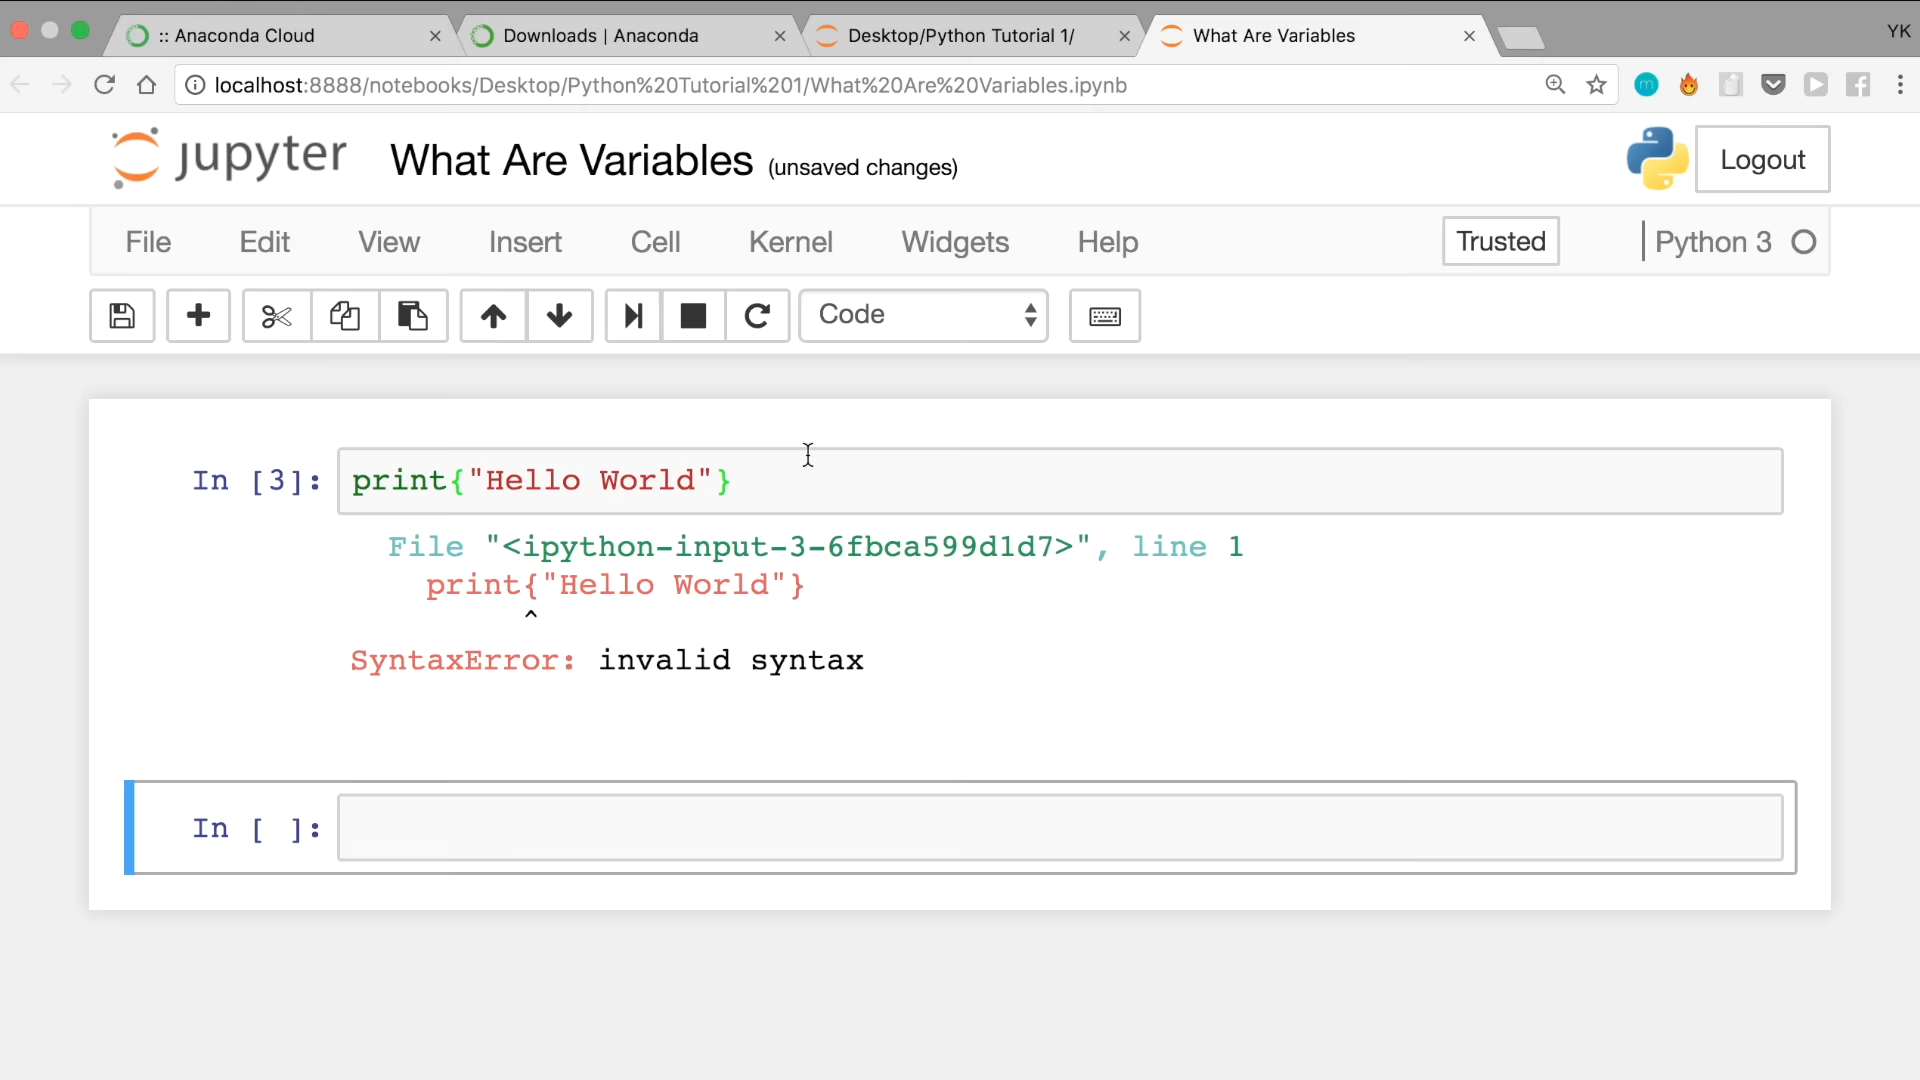 :: Anaconda Cloud
Downloads | Anaconda
Desktop/Python Tutorial 1/
What Are Variables
YK
localhost:8888/notebooks/Desktop/Python%20Tutorial%201/What%20Are%20Variables.ipynb
m
jupyter What Are Variables (unsaved changes)
Logout
File Edit View Insert Cell Kernel Widgets Help Trusted Python 3
Code
In [3]: print{"Hello World"}
File "<ipython-input-3-6fbca599d1d7>", line 1
print{"Hello World"}
^
SyntaxError: invalid syntax
In [ ]: